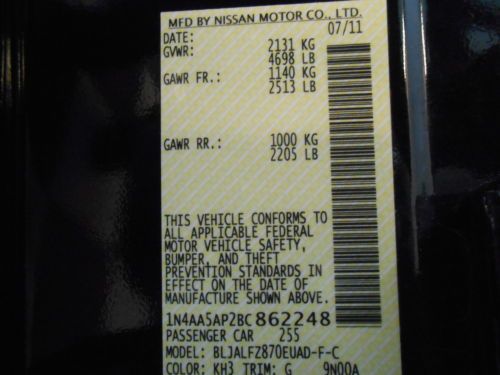 MFD BY NISSAN MOTOR CO., LTD.
DATE: 07/11
GVWR: 2131 KG
4698 LB
GAWR FR.: 1140 KG
2513 LB
GAWR RR.: 1000 KG
2205 LB
THIS VEHICLE CONFORMS TO
ALL APPLICABLE FEDERAL
MOTOR VEHICLE SAFETY,
BUMPER, AND THEFT
PREVENTION STANDARDS IN
EFFECT ON THE DATE OF
MANUFACTURE SHOWN ABOVE.
1N4AA5AP2BC862248
PASSENGER CAR 255
MODEL: BLJALFZ870EUAD-F-C
COLOR: KH3 TRIM: G 9N00A